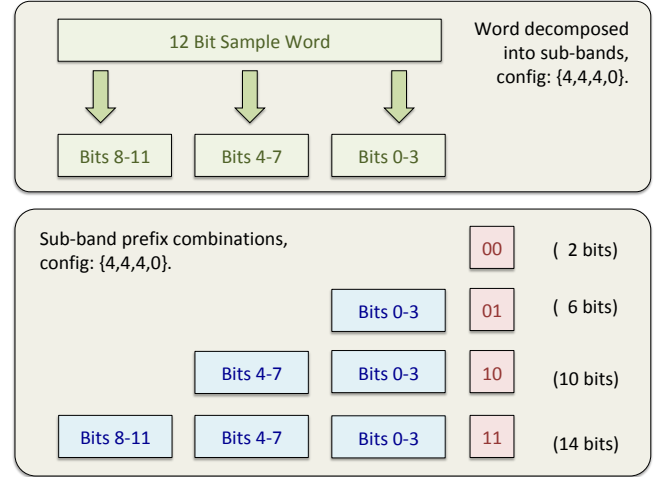 12 Bit Sample Word
Word decomposed
into sub-bands,
config: {4,4,4,0}.
Bits 8-11 Bits 4-7 Bits 0-3
Sub-band prefix combinations,
config: {4,4,4,0}.
00 ( 2 bits)
Bits 0-3 01 ( 6 bits)
Bits 4-7 Bits 0-3 10 (10 bits)
Bits 8-11 Bits 4-7 Bits 0-3 11 (14 bits)